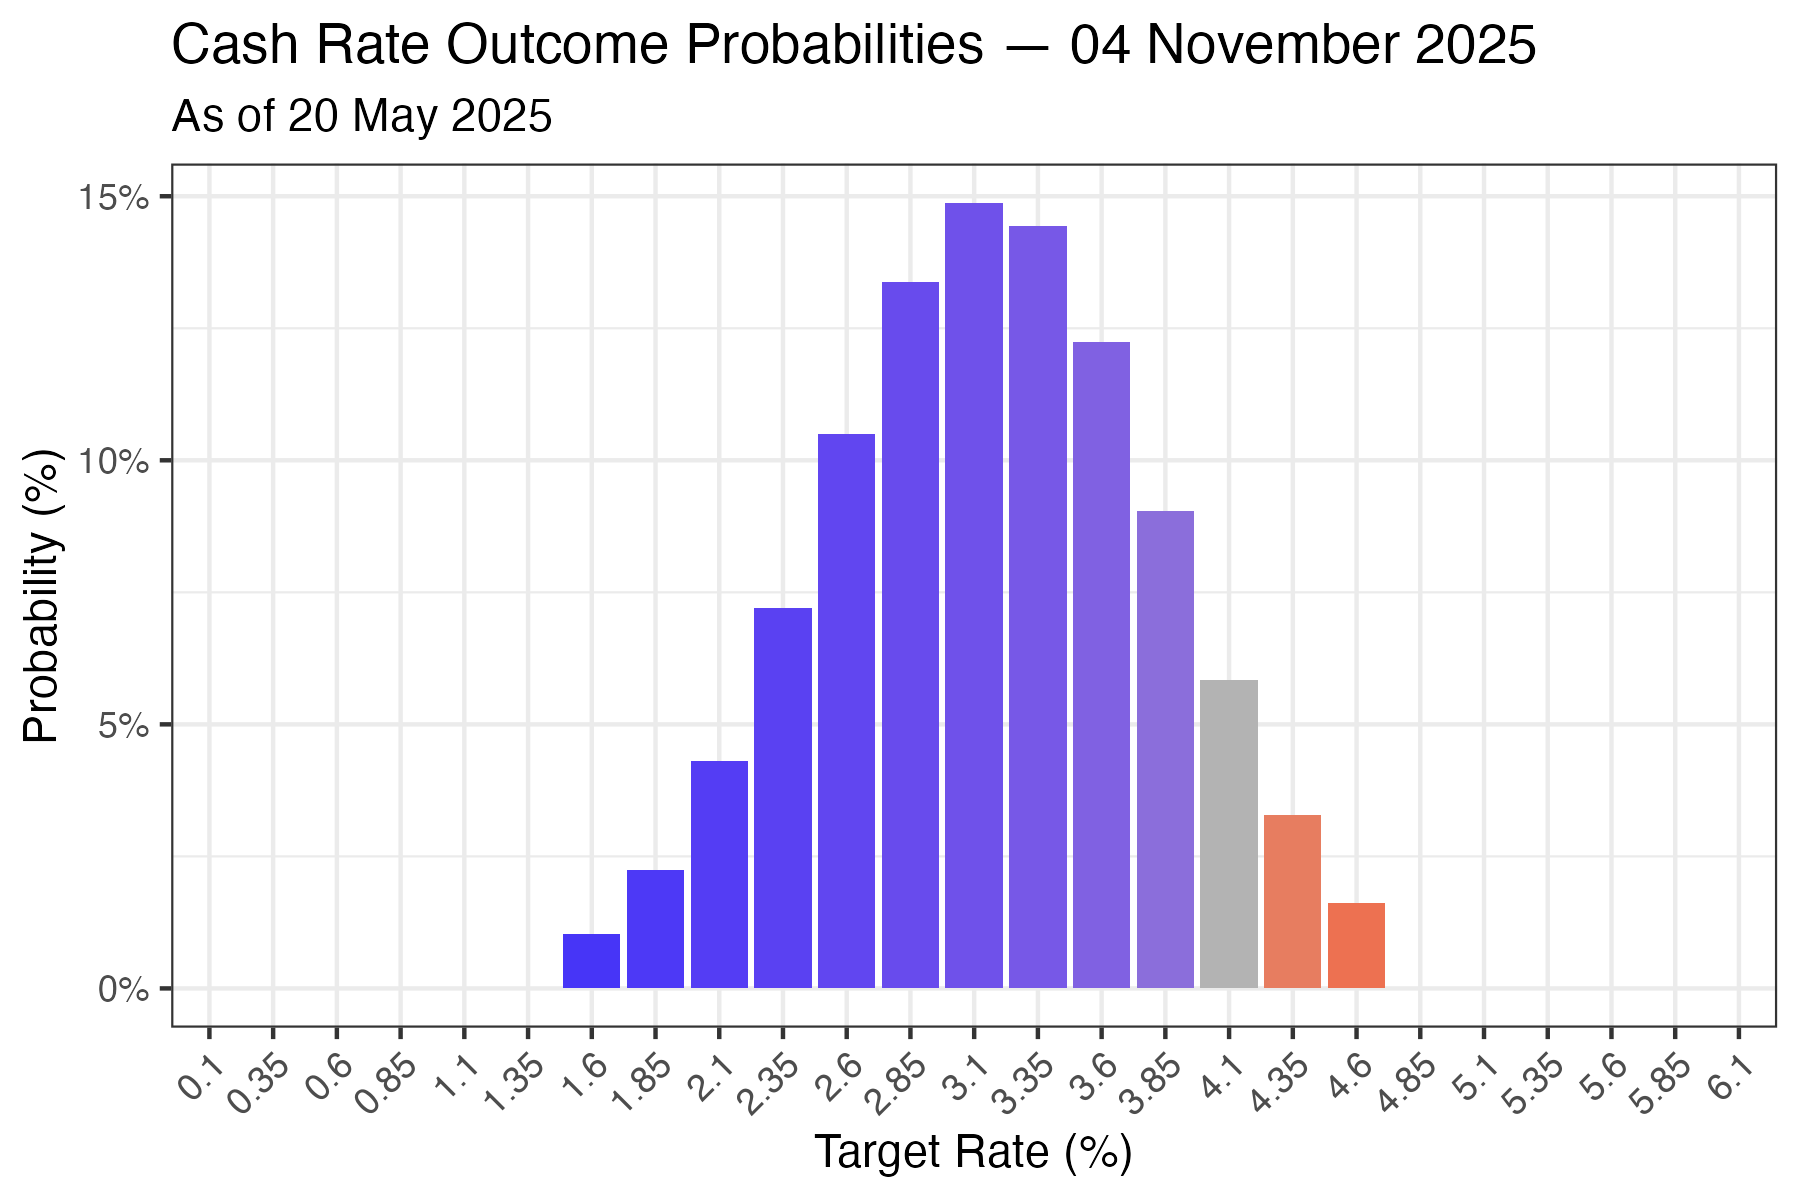 Cash Rate Outcome Probabilities — 04 November 2025
As of 20 May 2025
15%
10%
5%
0%
Probability (%)
0.1 0.35 0.6 0.85 1.1 1.35 1.6 1.85 2.1 2.35 2.6 2.85 3.1 3.35 3.6 3.85 4.1 4.35 4.6 4.85 5.1 5.35 5.6 5.85 6.1
Target Rate (%)